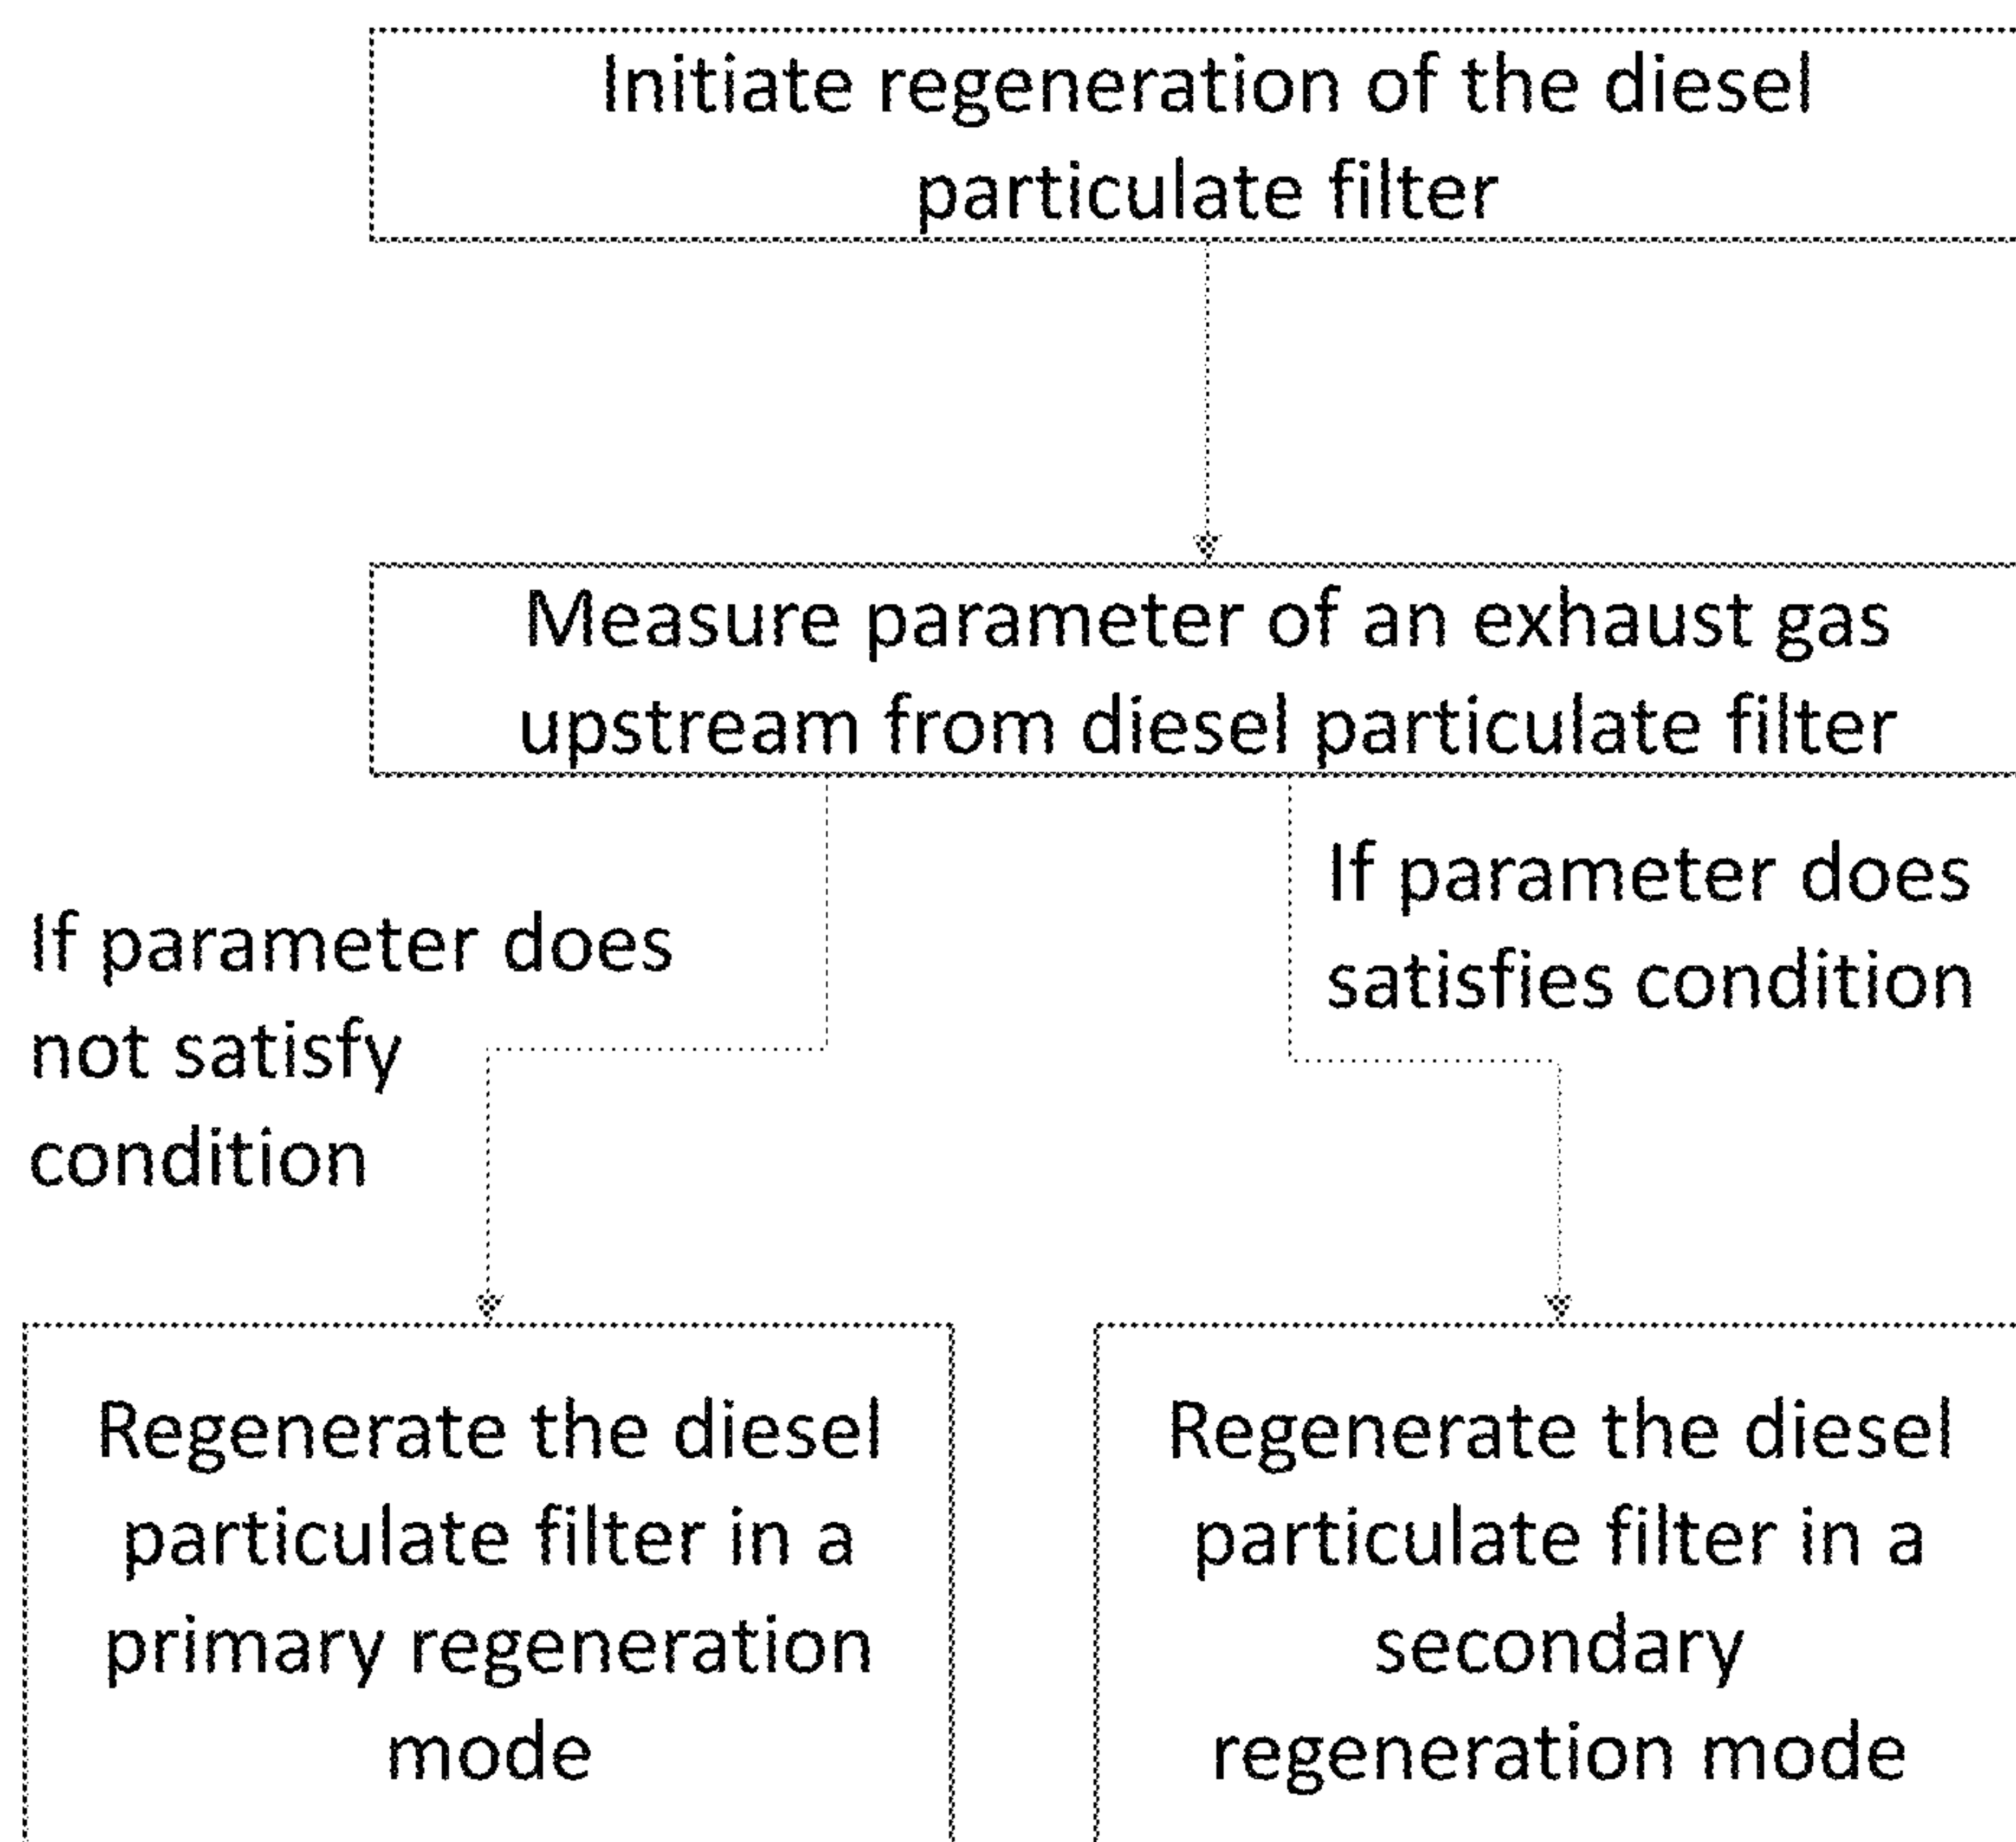 Initiate regeneration of the diesel
particulate filter
Measure parameter of an exhaust gas
upstream from diesel particulate filter
If parameter does
not satisfy
condition
If parameter does
satisfies condition
Regenerate the diesel
particulate filter in a
primary regeneration
mode
Regenerate the diesel
particulate filter in a
secondary
regeneration mode